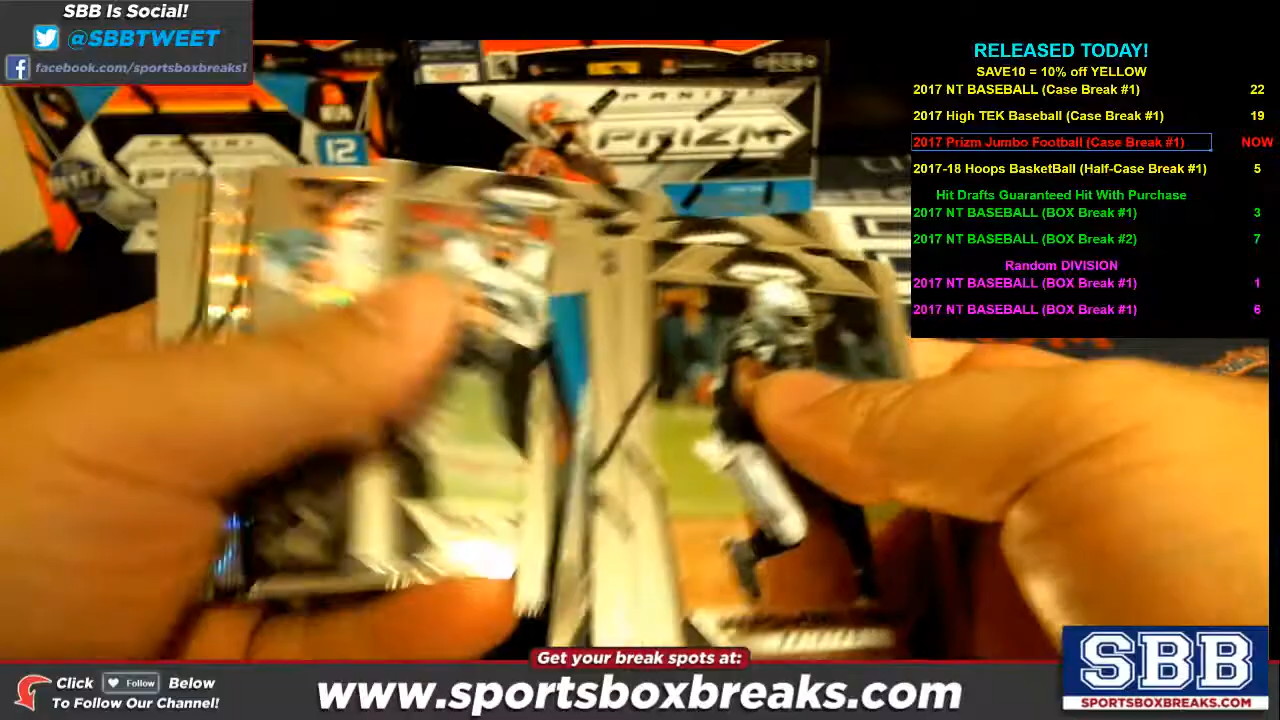 SBB Is Social!
@SBBTWEET
facebook.com/sportsboxbreaks1
RELEASED TODAY!
SAVE10 = 10% off YELLOW
2017 NT BASEBALL (Case Break #1) 22
2017 High TEK Baseball (Case Break #1) 19
2017 Prizm Jumbo Football (Case Break #1) NOW
2017-18 Hoops BasketBall (Half-Case Break #1) 5
Hit Drafts Guaranteed Hit With Purchase
2017 NT BASEBALL (BOX Break #1) 3
2017 NT BASEBALL (BOX Break #2) 7
Random DIVISION
2017 NT BASEBALL (BOX Break #1) 1
2017 NT BASEBALL (BOX Break #1) 6
PANINI
PRIZM
12
Get your break spots at:
Click Follow Below
To Follow Our Channel!
www.sportsboxbreaks.com
SBB
SPORTSBOXBREAKS.COM